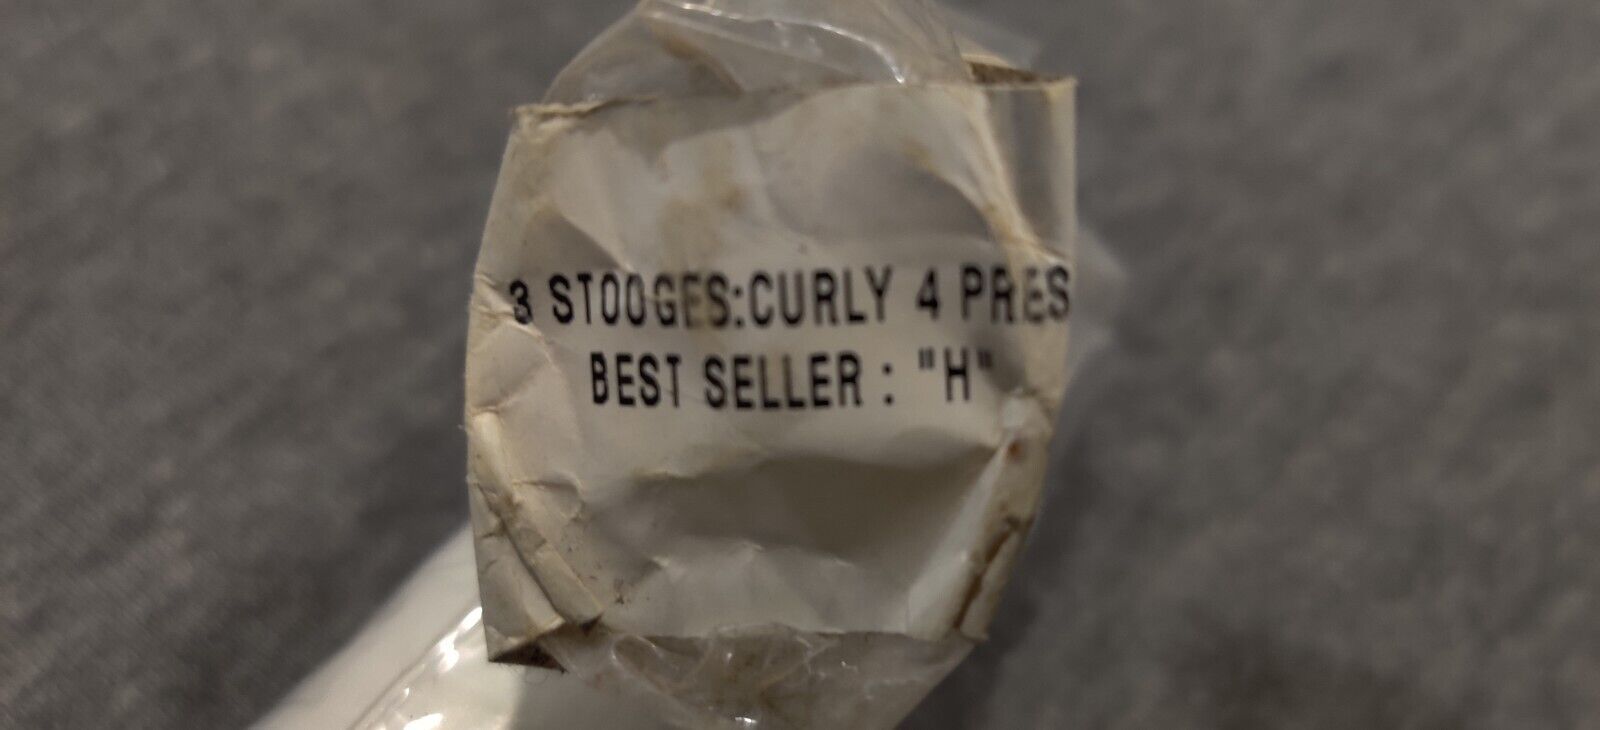 3 STOOGES:CURLY 4 PRES
BEST SELLER : "H"